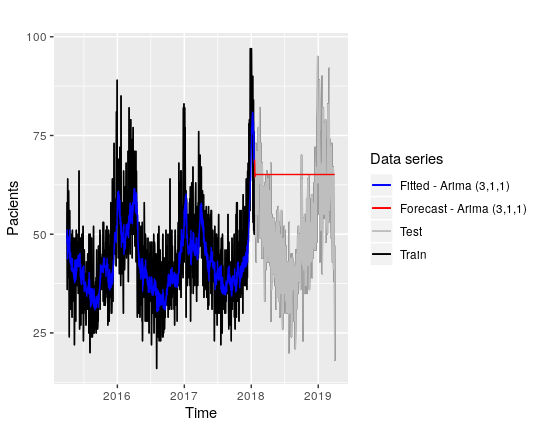 100
75
50
25
Pacients
2016
2017
2018
2019
Time
Data series
Fitted - Arima (3,1,1)
Forecast - Arima (3,1,1)
Test
Train